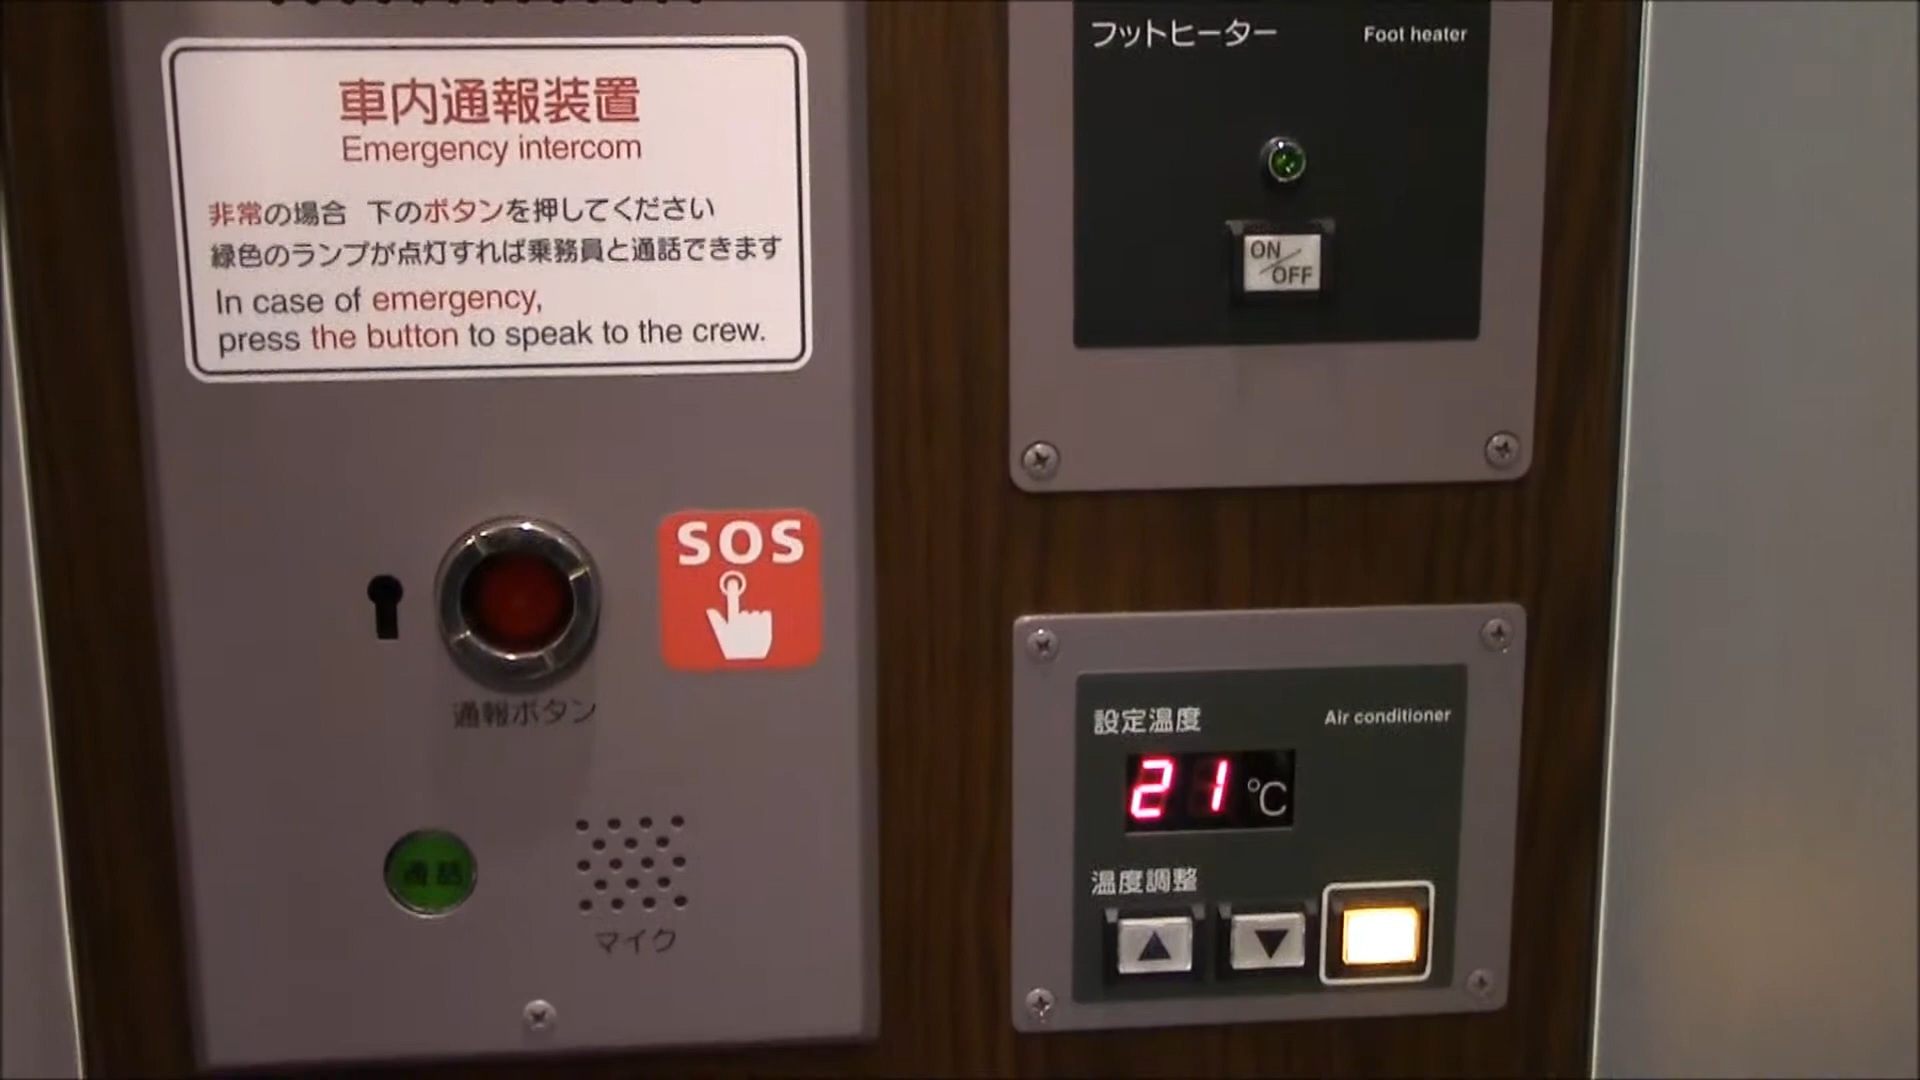 車内通報装置
Emergency intercom
非常の場合 下のボタンを押してください
緑色のランプが点灯すれば乗務員と通話できます
In case of emergency,
press the button to speak to the crew.
SOS
通報ボタン
通話
マイク
フットヒーター Foot heater
ON/OFF
設定温度 Air conditioner
21 ℃
温度調整
▲ ▼